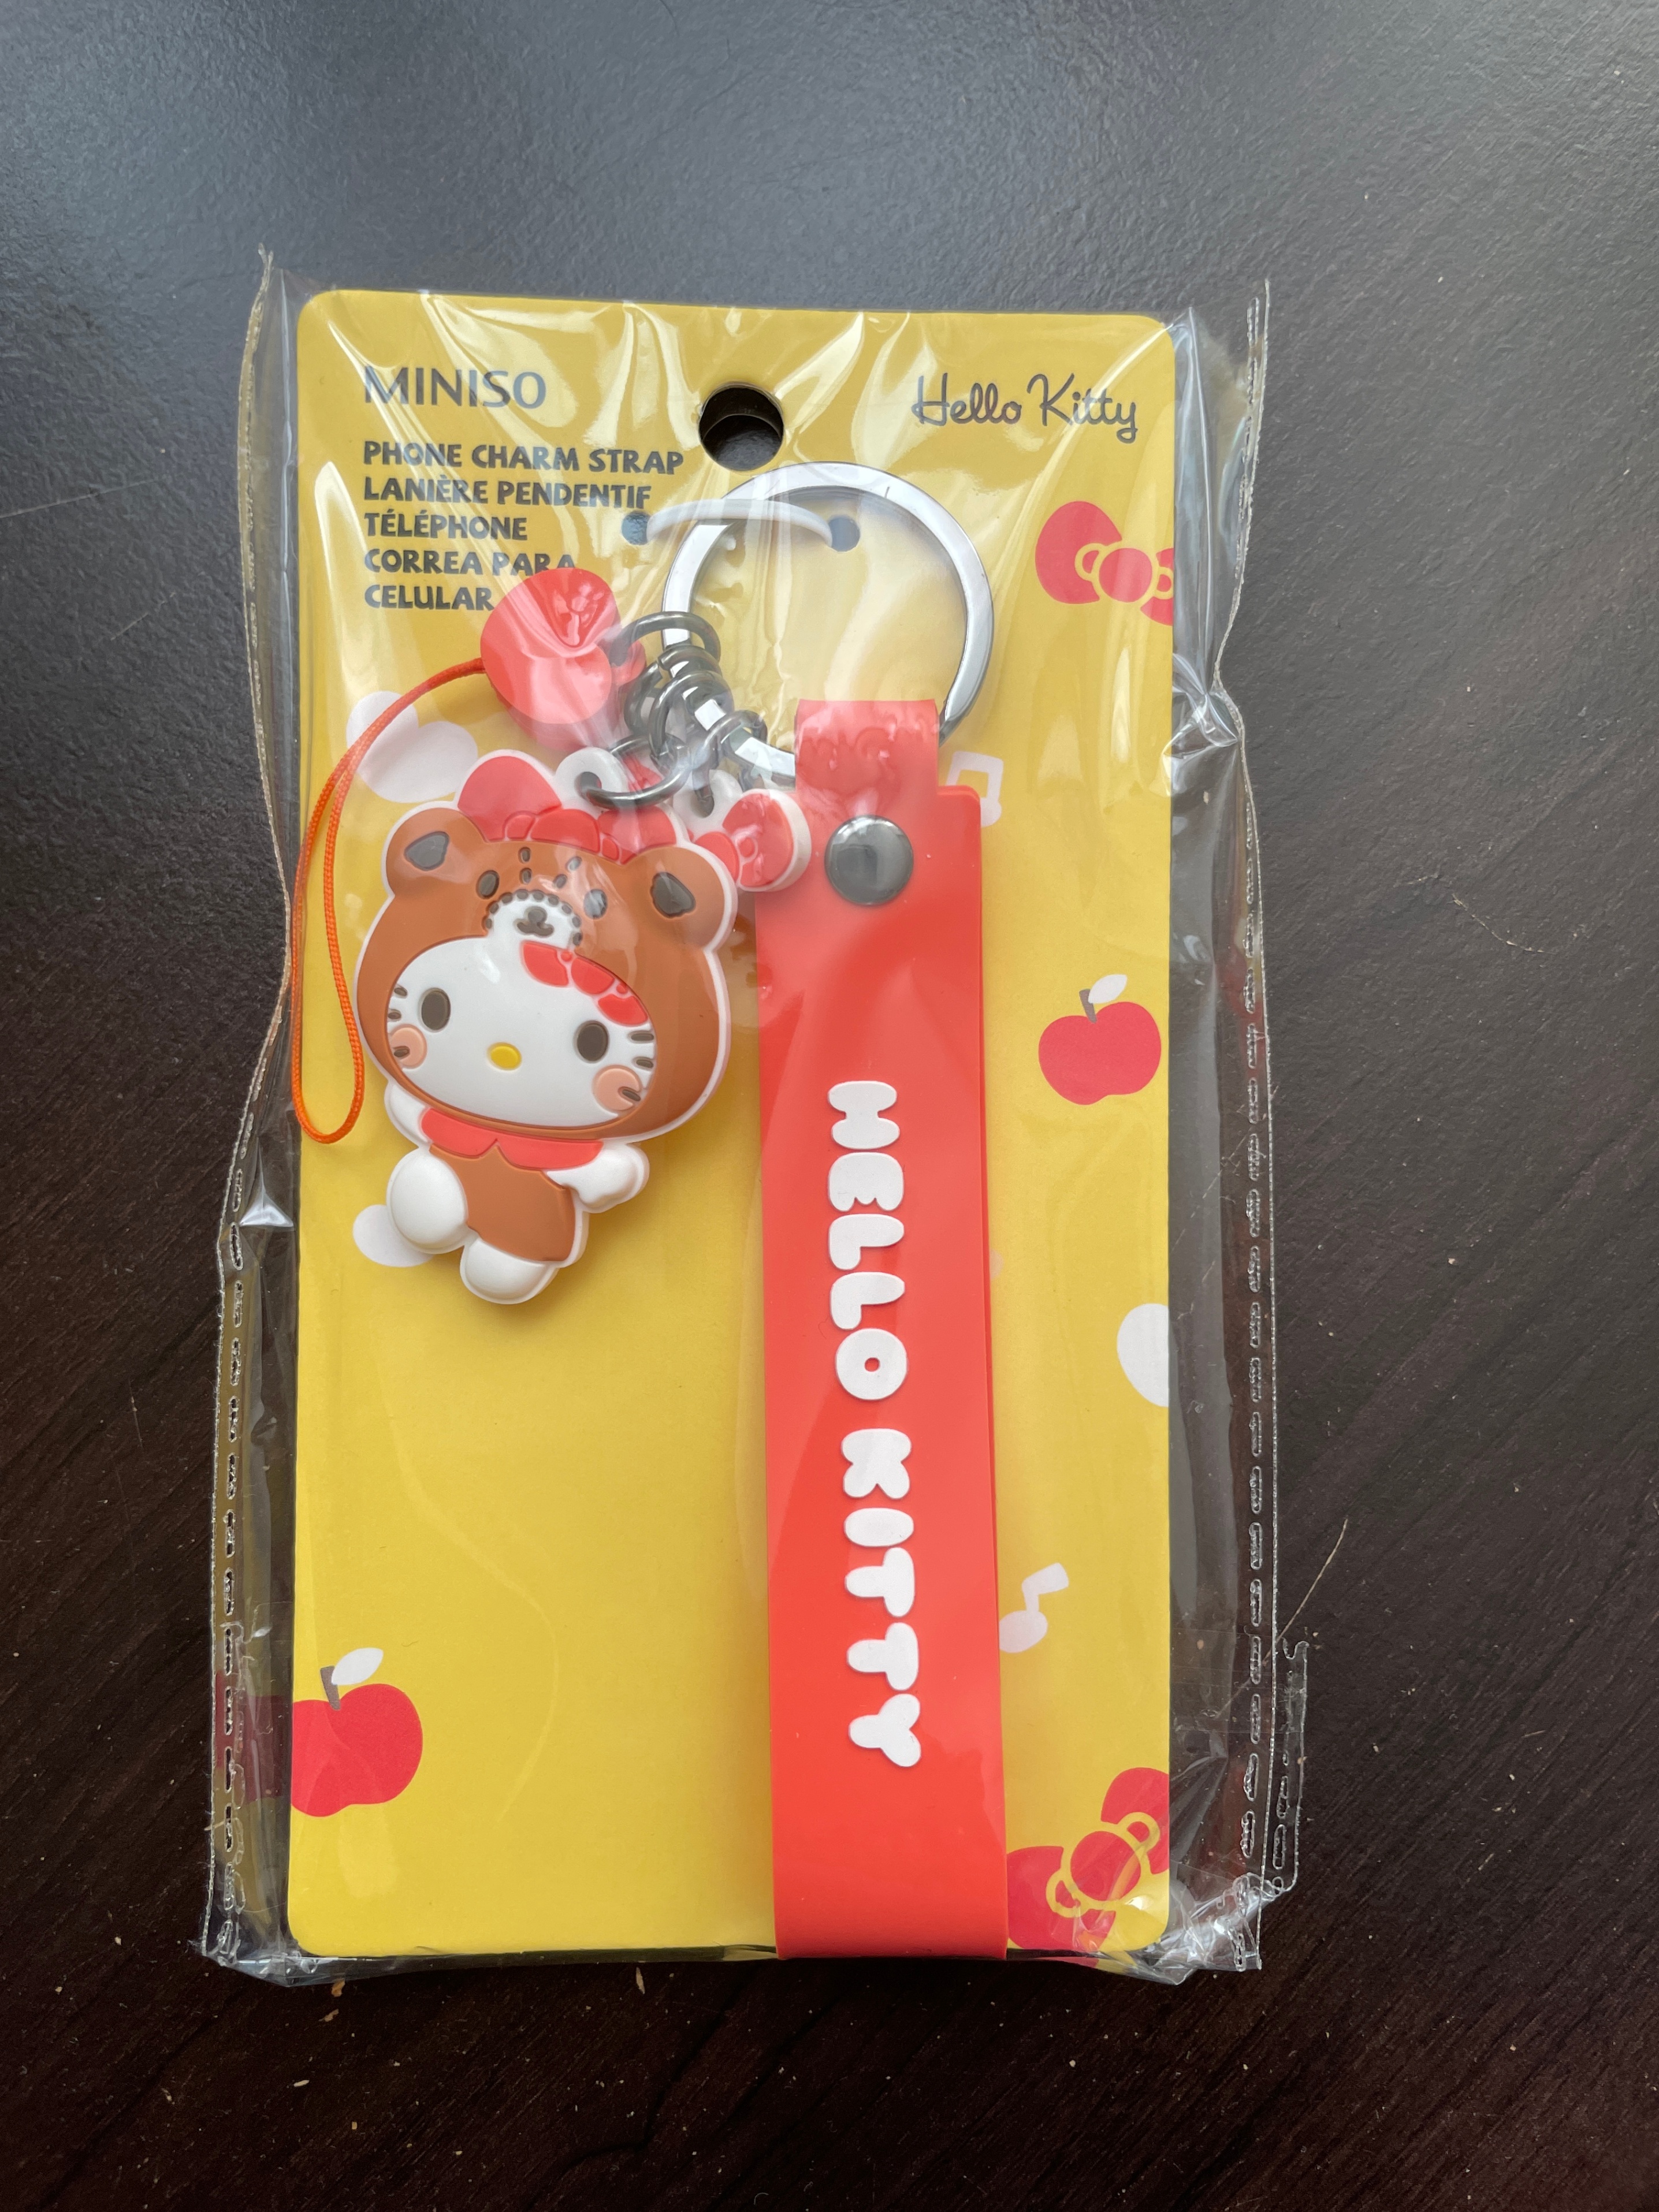 MINISO
Hello Kitty
PHONE CHARM STRAP
LANIÈRE PENDENTIF
TÉLÉPHONE
CORREA PARA
CELULAR
HELLO KITTY